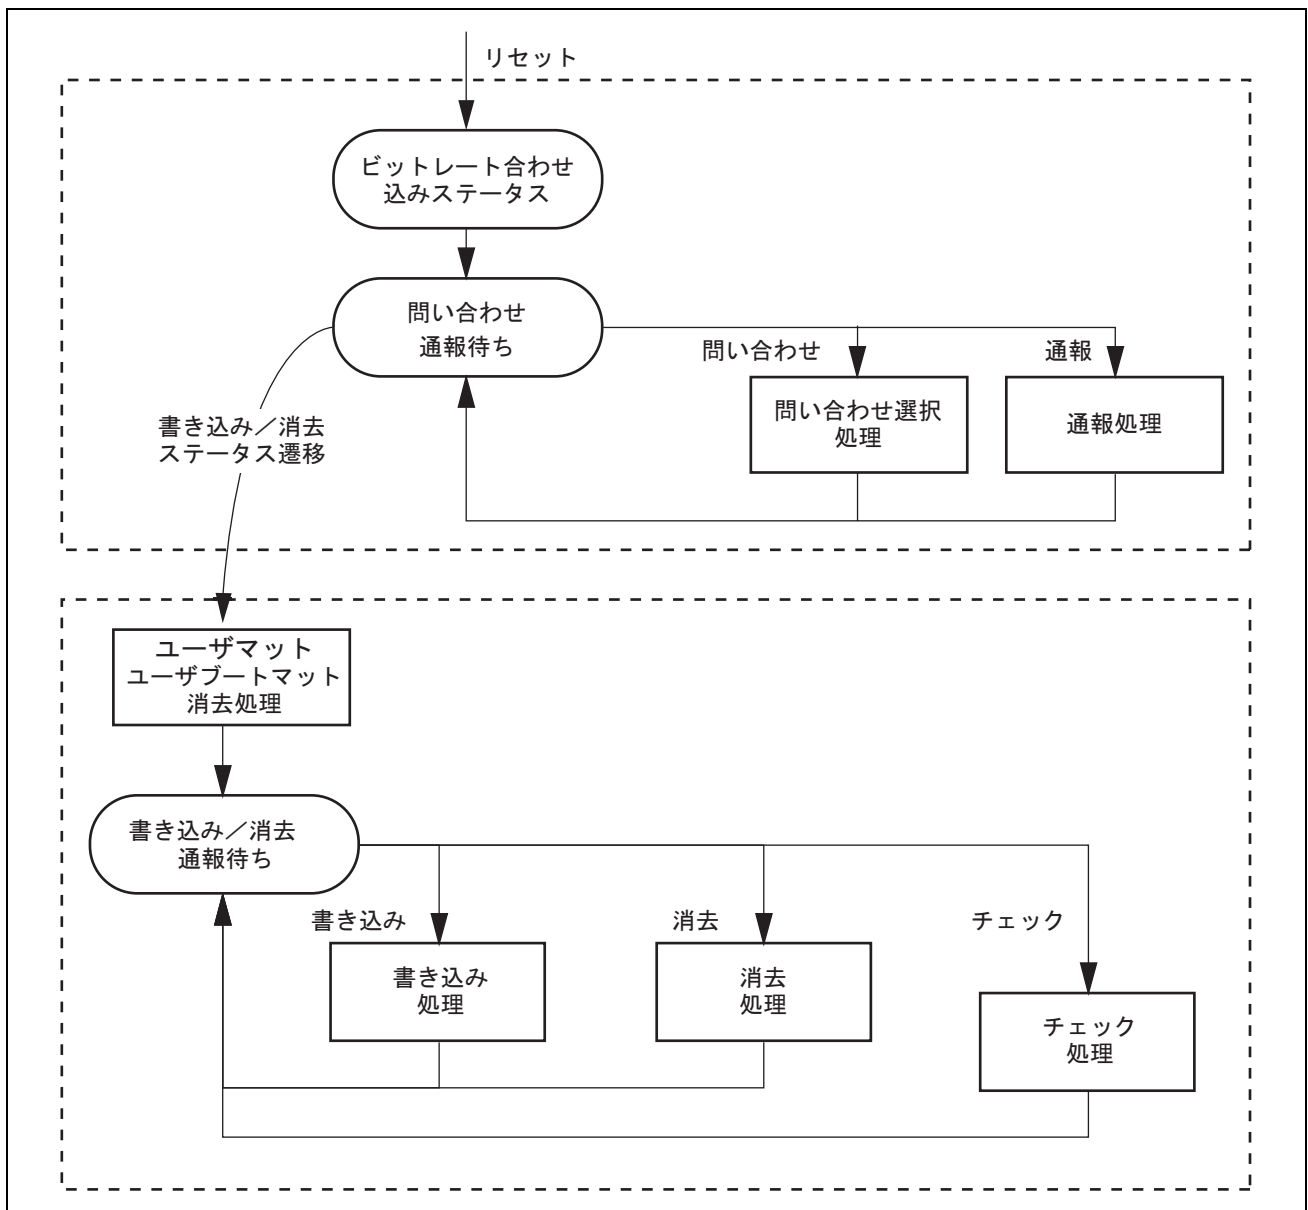 リセット
ビットレート合わせ
込みステータス
問い合わせ
通報待ち
問い合わせ
通報
問い合わせ選択
処理
通報処理
書き込み／消去
ステータス遷移
ユーザマット
ユーザブートマット
消去処理
書き込み／消去
通報待ち
書き込み
消去
チェック
書き込み
処理
消去
処理
チェック
処理